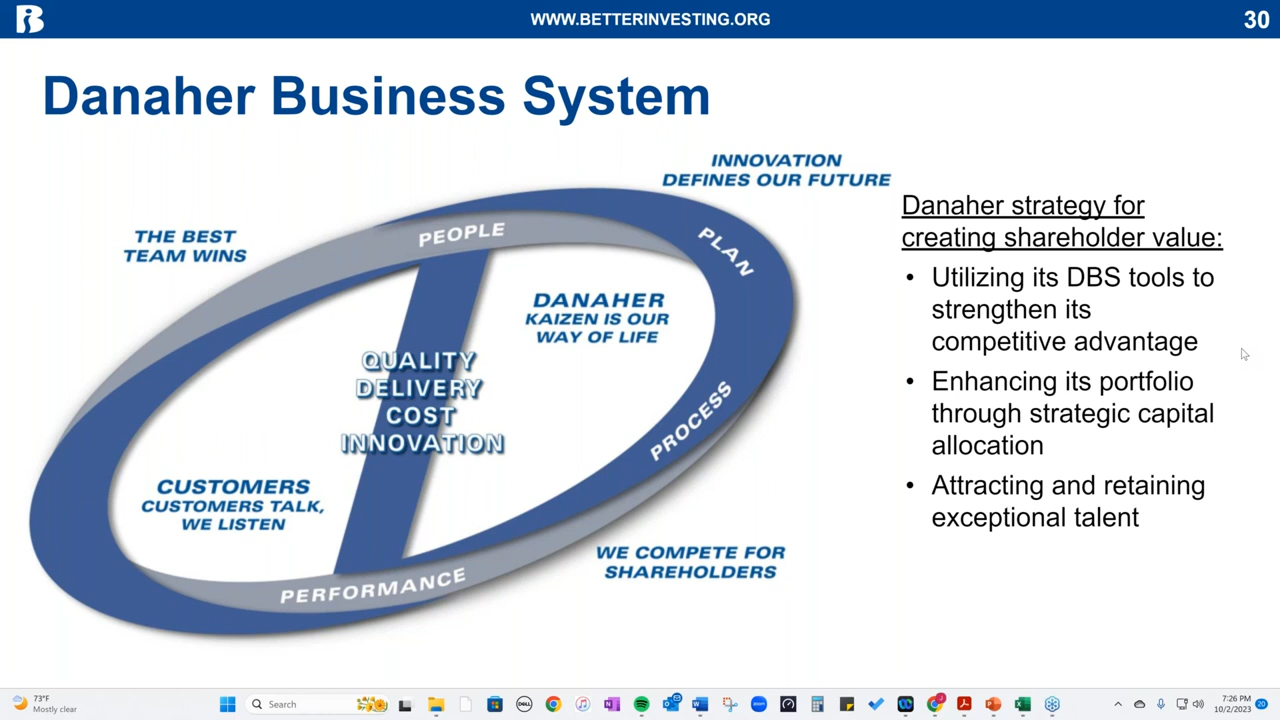 WWW.BETTERINVESTING.ORG
30
Danaher Business System
INNOVATION
DEFINES OUR FUTURE
THE BEST
TEAM WINS
PEOPLE
PLAN
DANAHER
KAIZEN IS OUR
WAY OF LIFE
QUALITY
DELIVERY
COST
INNOVATION
PROCESS
CUSTOMERS
CUSTOMERS TALK,
WE LISTEN
WE COMPETE FOR
SHAREHOLDERS
PERFORMANCE
Danaher strategy for
creating shareholder value:
• Utilizing its DBS tools to
strengthen its
competitive advantage
• Enhancing its portfolio
through strategic capital
allocation
• Attracting and retaining
exceptional talent
73°F
Mostly clear
Search
DELL
zoom
7:26 PM
10/2/2023
20